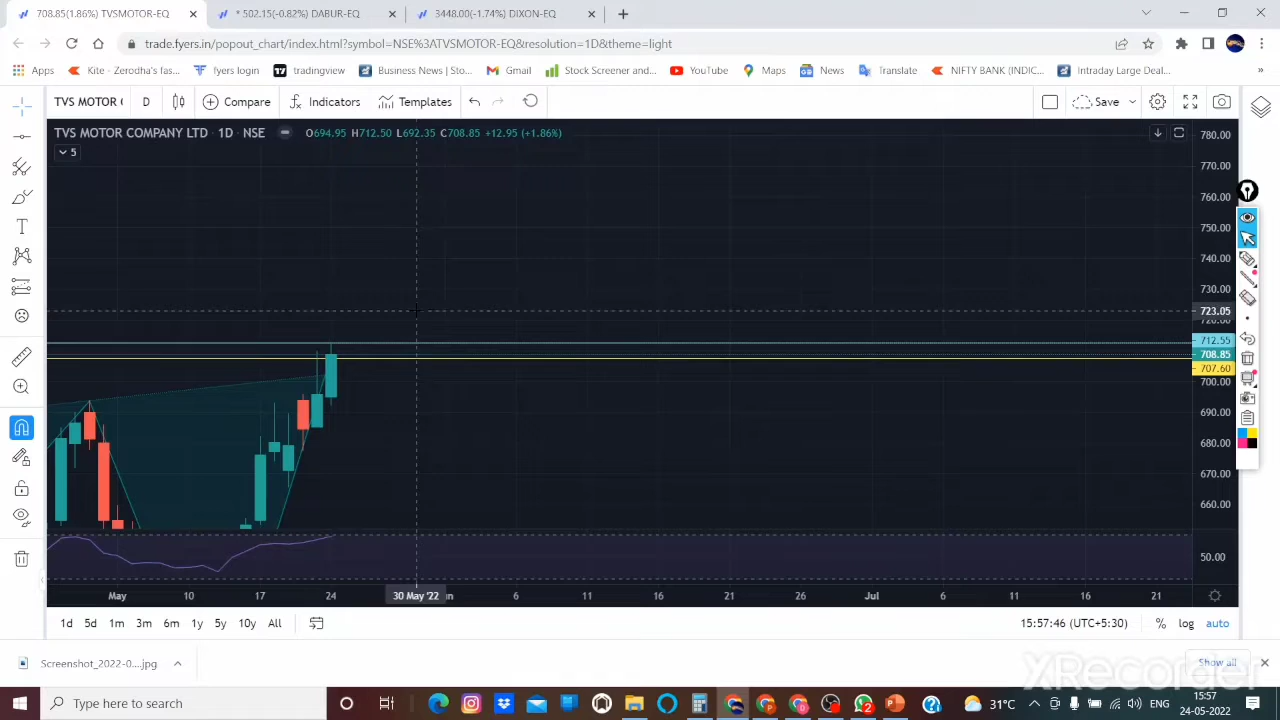 708.85(1.86%) TVSMOTOR-EQ
* 502.15(-0.82%) DABUR-EQ
3448.00(-1.74%) DIXON-EQ
trade.fyers.in/popout_chart/index.html?symbol=NSE%3ATVSMOTOR-EQ&resolution=1D&theme=light
Apps
Kite - Zerodha's fas...
fyers login
tradingview
Business News | Sto...
Gmail
Stock Screener and...
YouTube
Maps
News
Translate
NIFTY BANK (INDIC...
Intraday Large Deal...
»
TVS MOTOR
D
Compare
Indicators
Templates
Save
TVS MOTOR COMPANY LTD · 1D · NSE
O694.95 H712.50 L692.35 C708.85 +12.95 (+1.86%)
5
780.00
770.00
760.00
750.00
740.00
730.00
723.05
720.00
712.55
708.85
707.60
700.00
690.00
680.00
670.00
660.00
50.00
May
10
17
24
30 May '22
6
11
16
21
26
Jul
6
11
16
21
1d
5d
1m
3m
6m
1y
5y
10y
All
15:57:46 (UTC+5:30)
%
log
auto
Screenshot_2022-0....jpg
Show all
XRecorder
Type here to search
31°C
ENG
15:57
24-05-2022
2